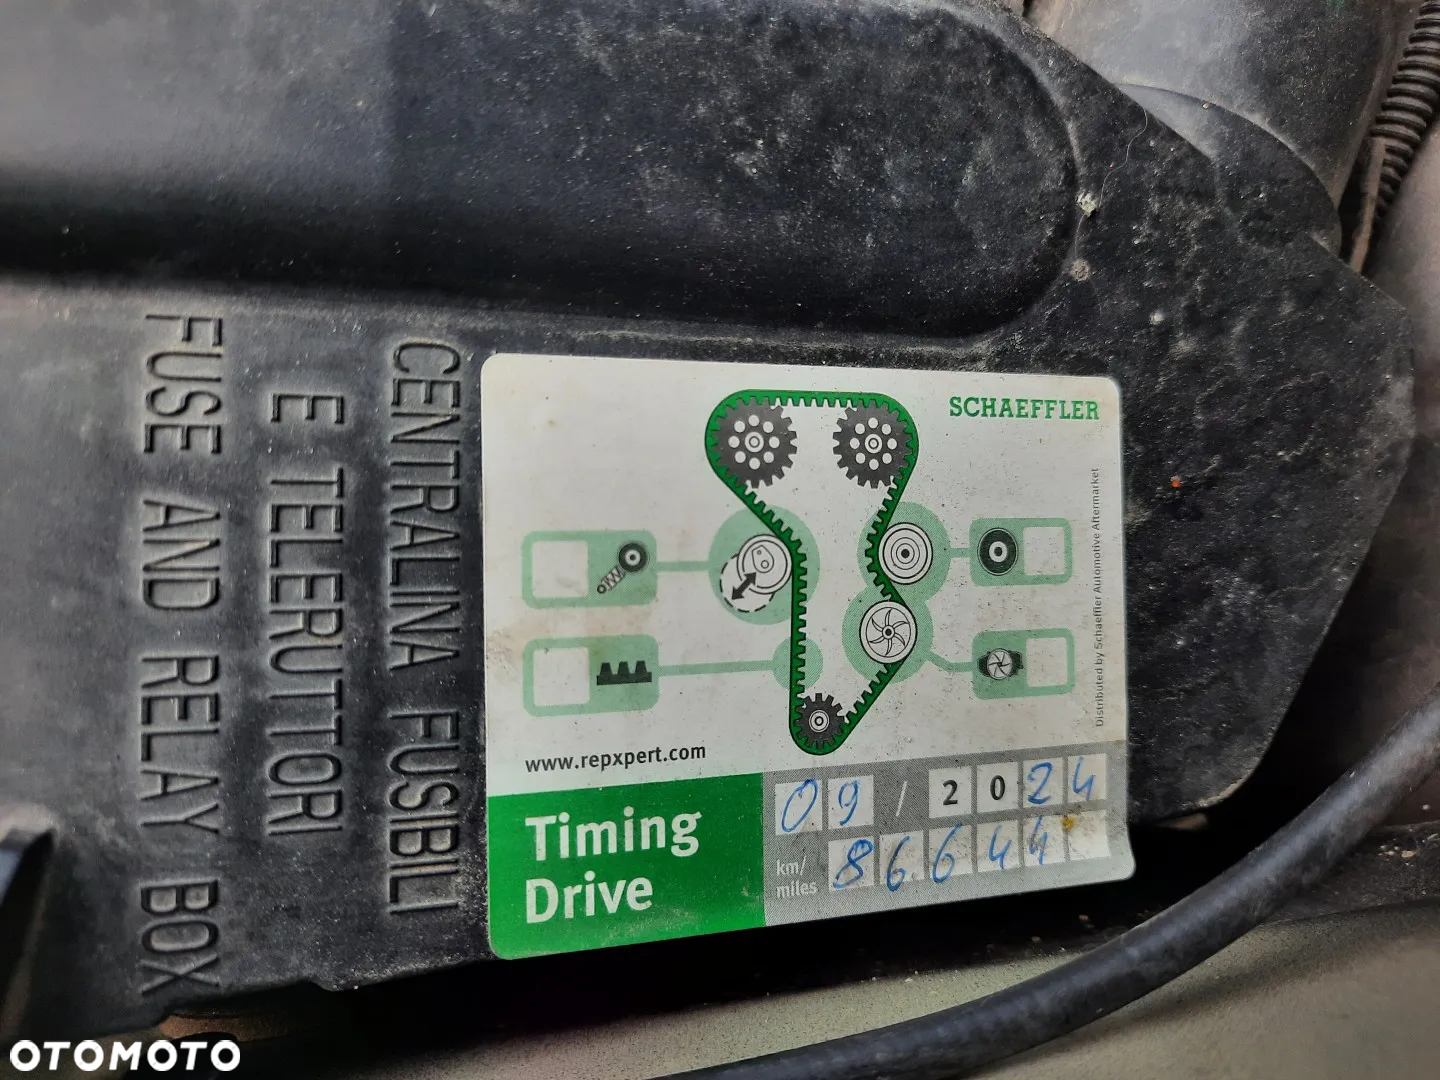 CENTRALINA FUSIBILI
E TELERUTTORI
FUSE AND RELAY BOX
SCHAEFFLER
Distributed by Schaeffler Automotive Aftermarket
www.repxpert.com
Timing
Drive
09 / 2024
km/
miles
86644
OTOMOTO